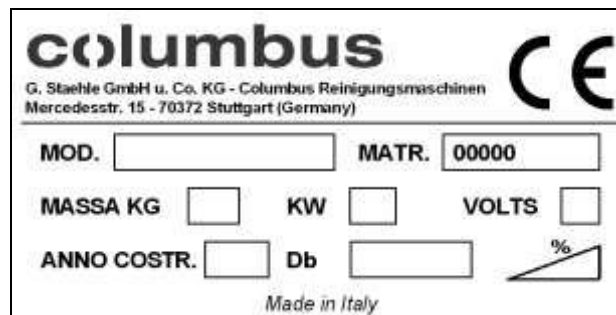 columbus
CE
G. Staehle GmbH u. Co. KG - Columbus Reinigungsmaschinen
Mercedesstr. 15 - 70372 Stuttgart (Germany)
MOD. MATR. 00000
MASSA KG KW VOLTS
ANNO COSTR. Db %
Made in Italy